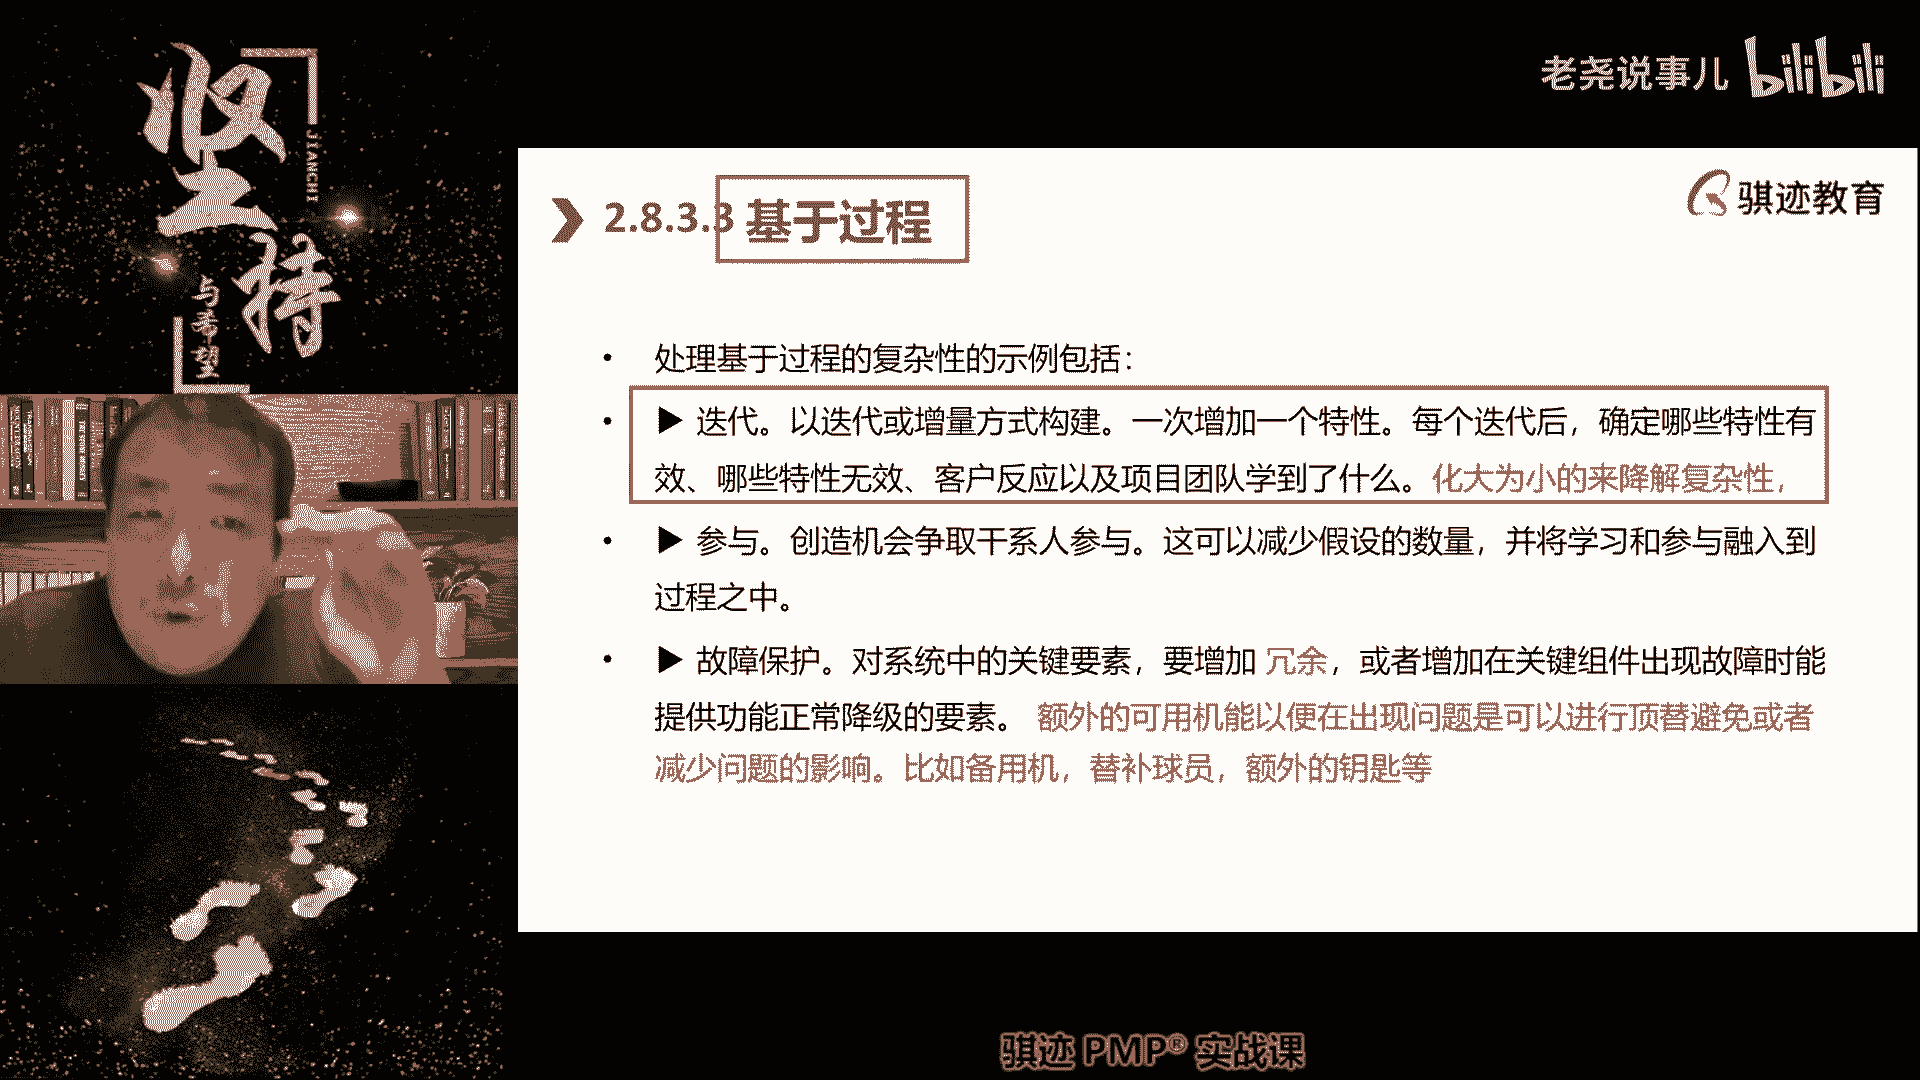 坚持
JIANCHI
与希望
老尧说事儿 bilibili
骐迹教育
2.8.3.3 基于过程
• 处理基于过程的复杂性的示例包括：
• ▶ 迭代。以迭代或增量方式构建。一次增加一个特性。每个迭代后，确定哪些特性有
效、哪些特性无效、客户反应以及项目团队学到了什么。化大为小的来降解复杂性，
• ▶ 参与。创造机会争取干系人参与。这可以减少假设的数量，并将学习和参与融入到
过程之中。
• ▶ 故障保护。对系统中的关键要素，要增加 冗余，或者增加在关键组件出现故障时能
提供功能正常降级的要素。 额外的可用机能以便在出现问题是可以进行顶替避免或者
减少问题的影响。比如备用机，替补球员，额外的钥匙等
骐迹 PMP® 实战课